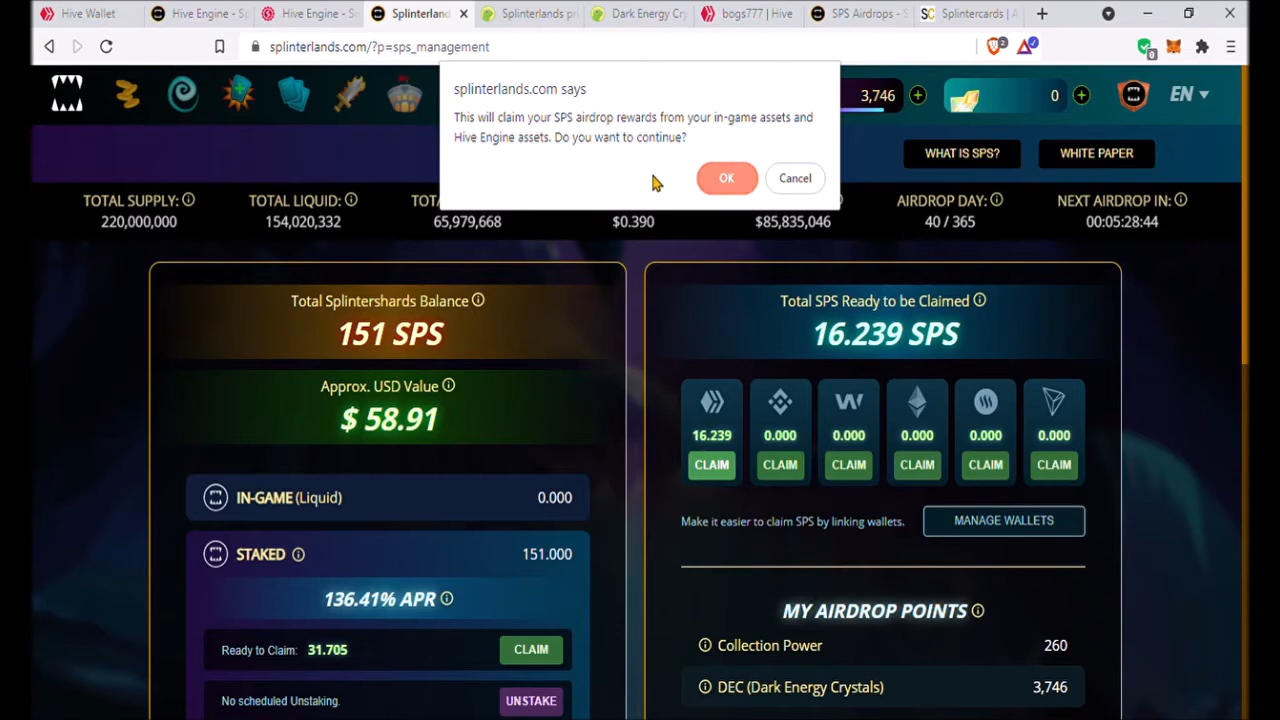 Hive Wallet
Hive Engine - Sp
Hive Engine - Sc
Splinterland
Splinterlands pri
Dark Energy Cry
bogs777 | Hive
SPS Airdrops - S
Splintercards | A
splinterlands.com/?p=sps_management
2
0
splinterlands.com says
This will claim your SPS airdrop rewards from your in-game assets and
Hive Engine assets. Do you want to continue?
OK
Cancel
3,746
0
EN
WHAT IS SPS?
WHITE PAPER
TOTAL SUPPLY:
220,000,000
TOTAL LIQUID:
154,020,332
65,979,668
$0.390
$85,835,046
AIRDROP DAY:
40 / 365
NEXT AIRDROP IN:
00:05:28:44
Total Splintershards Balance
151 SPS
Approx. USD Value
$ 58.91
IN-GAME (Liquid)
0.000
STAKED
151.000
136.41% APR
Ready to Claim: 31.705
CLAIM
No scheduled Unstaking.
UNSTAKE
Total SPS Ready to be Claimed
16.239 SPS
16.239 0.000 0.000 0.000 0.000 0.000
CLAIM CLAIM CLAIM CLAIM CLAIM CLAIM
Make it easier to claim SPS by linking wallets.
MANAGE WALLETS
MY AIRDROP POINTS
Collection Power
260
DEC (Dark Energy Crystals)
3,746